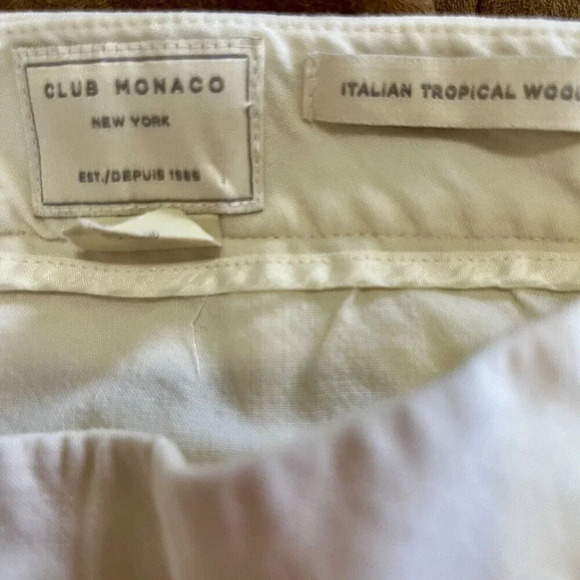 CLUB MONACO
NEW YORK
EST./DEPUIS 1985
ITALIAN TROPICAL WOOL